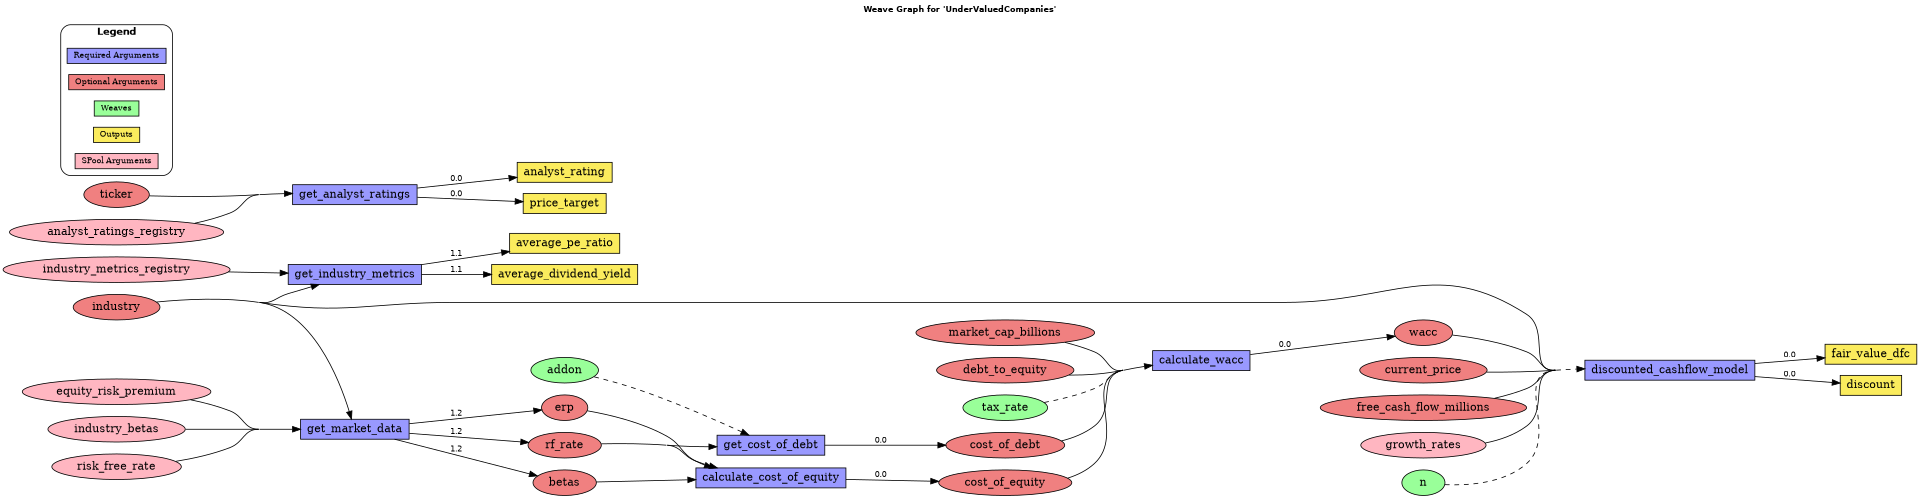 Weave Graph for 'UnderValuedCompanies'
Legend
Required Arguments
Optional Arguments
Weaves
Outputs
SPool Arguments
ticker
analyst_ratings_registry
get_analyst_ratings
0.0
0.0
analyst_rating
price_target
industry_metrics_registry
industry
get_industry_metrics
1.1
1.1
average_pe_ratio
average_dividend_yield
equity_risk_premium
industry_betas
risk_free_rate
get_market_data
1.2
1.2
1.2
addon
erp
rf_rate
betas
get_cost_of_debt
calculate_cost_of_equity
0.0
0.0
market_cap_billions
debt_to_equity
tax_rate
cost_of_debt
cost_of_equity
calculate_wacc
0.0
wacc
current_price
free_cash_flow_millions
growth_rates
n
discounted_cashflow_model
0.0
0.0
fair_value_dfc
discount